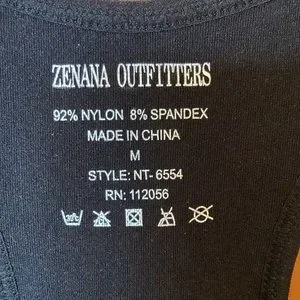 ZENANA OUTFITTERS
92% NYLON 8% SPANDEX
MADE IN CHINA
M
STYLE: NT- 6554
RN: 112056